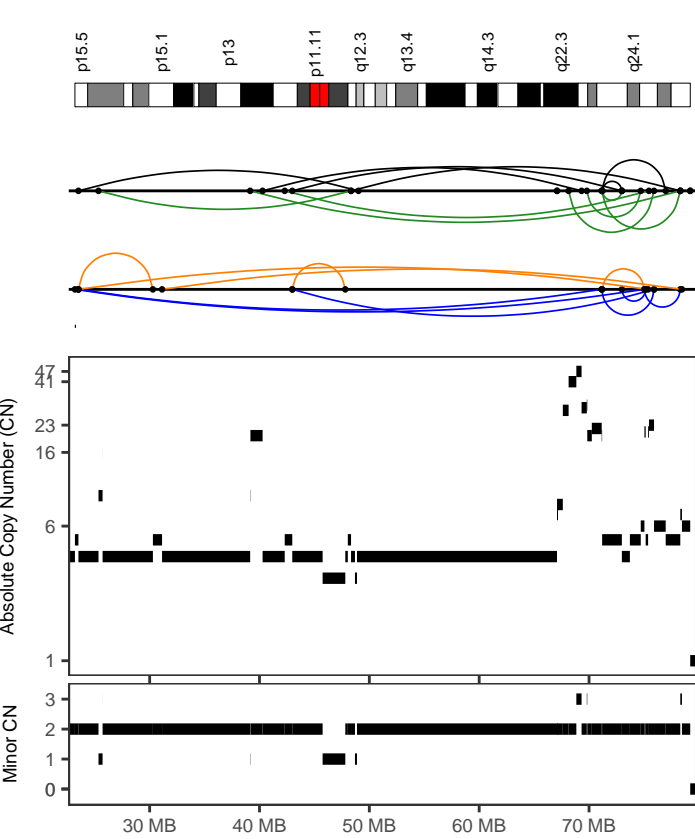 p15.5 p15.1 p13 p11.11 q12.3 q13.4 q14.3 q22.3 q24.1
Absolute Copy Number (CN)
47
41
23
16
6
1
Minor CN
3
2
1
0
30 MB 40 MB 50 MB 60 MB 70 MB